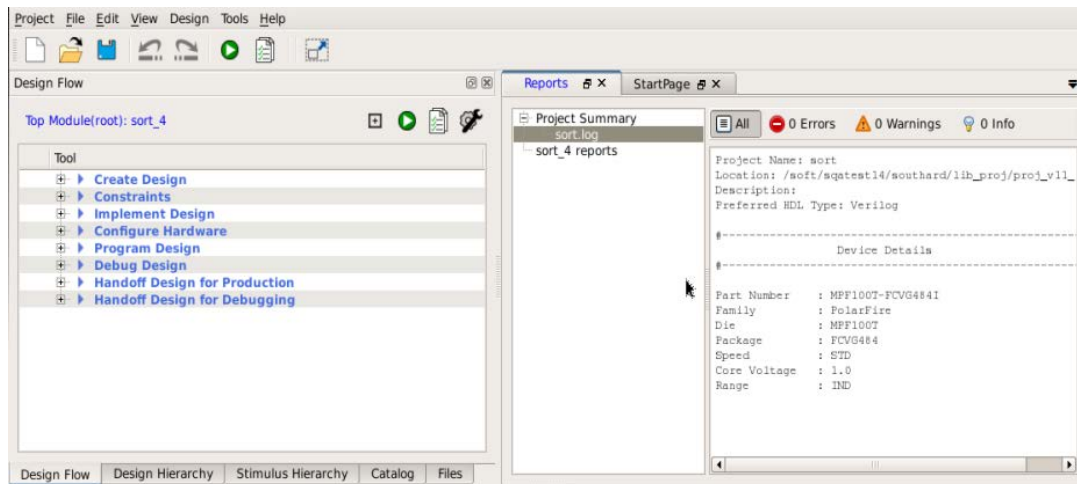 Project File Edit View Design Tools Help
Design Flow
Top Module(root): sort_4
Tool
Create Design
Constraints
Implement Design
Configure Hardware
Program Design
Debug Design
Handoff Design for Production
Handoff Design for Debugging
Design Flow Design Hierarchy Stimulus Hierarchy Catalog Files
Reports StartPage
Project Summary
sort.log
sort_4 reports
All 0 Errors 0 Warnings 0 Info
Project Name: sort
Location: /soft/sqatest14/southard/lib_proj/proj_v11_
Description:
Preferred HDL Type: Verilog
#--------------------------------------------------
Device Details
#--------------------------------------------------
Part Number : MPF100T-FCVG484I
Family : PolarFire
Die : MPF100T
Package : FCVG484
Speed : STD
Core Voltage : 1.0
Range : IND